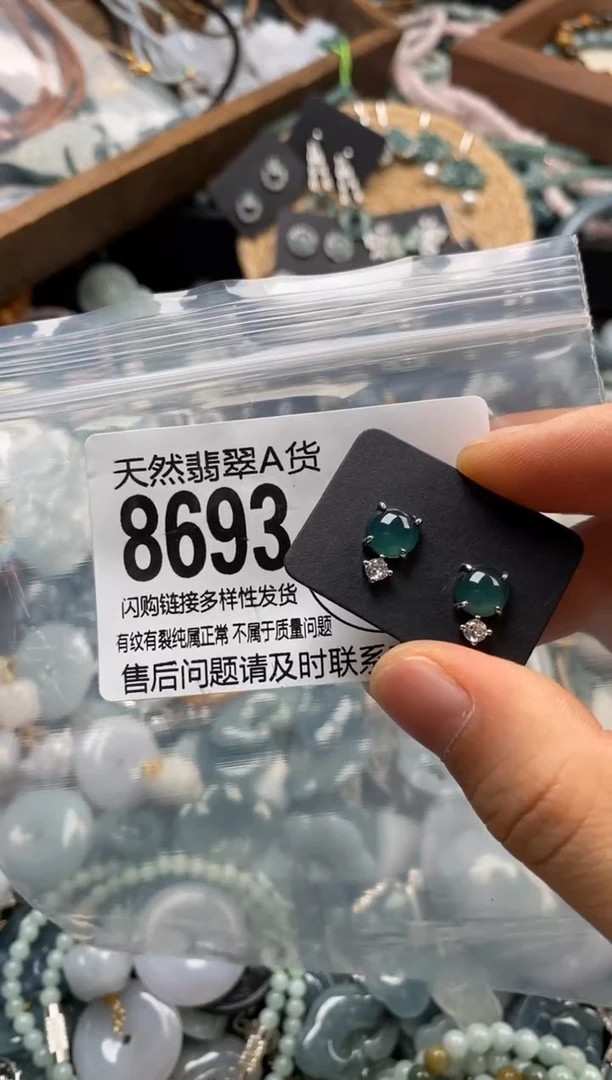 天然翡翠A货
8693
闪购链接多样性发货
有纹有裂纯属正常 不属于质量问题
售后问题请及时联系